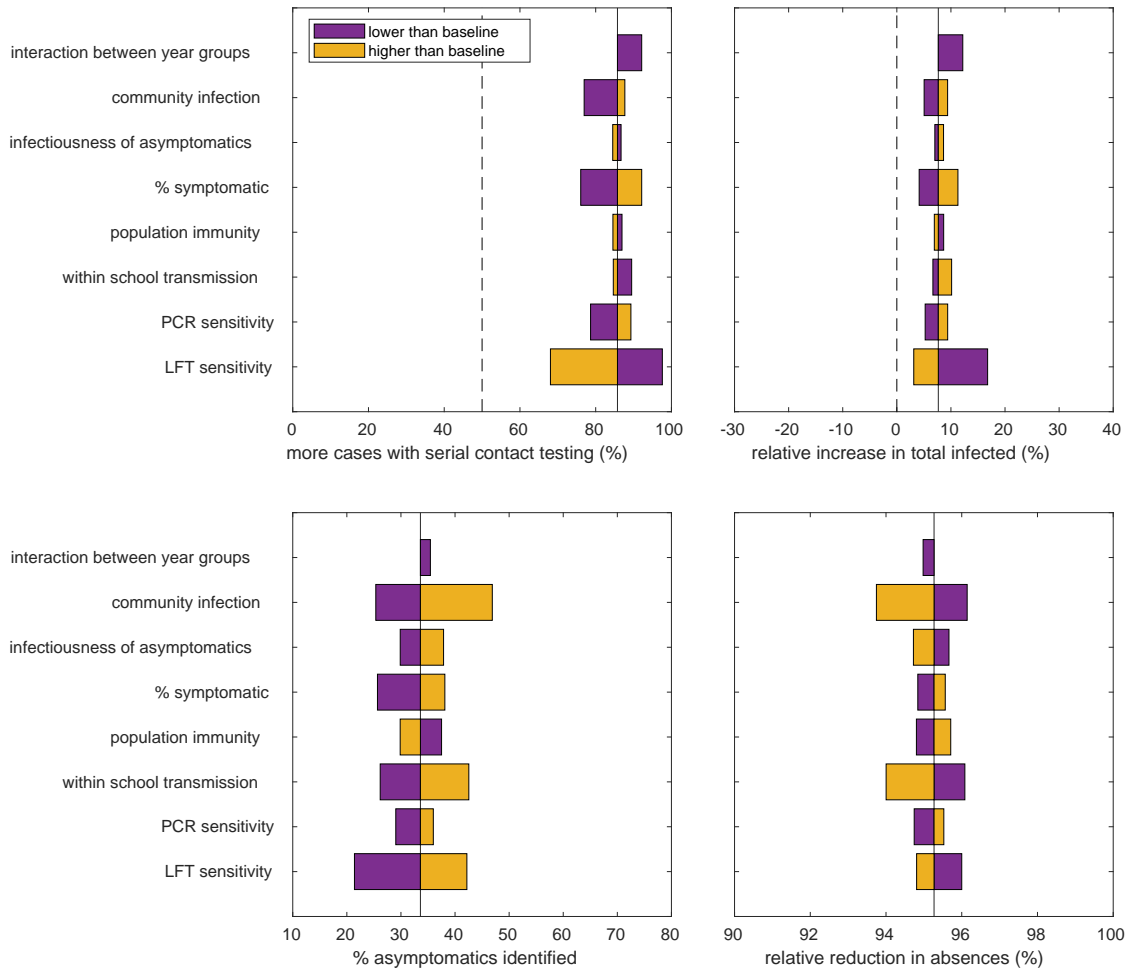 lower than baseline
higher than baseline
interaction between year groups
community infection
infectiousness of asymptomatics
% symptomatic
population immunity
within school transmission
PCR sensitivity
LFT sensitivity
0 20 40 60 80 100
more cases with serial contact testing (%)
-30 -20 -10 0 10 20 30 40
relative increase in total infected (%)
interaction between year groups
community infection
infectiousness of asymptomatics
% symptomatic
population immunity
within school transmission
PCR sensitivity
LFT sensitivity
10 20 30 40 50 60 70 80
% asymptomatics identified
90 92 94 96 98 100
relative reduction in absences (%)